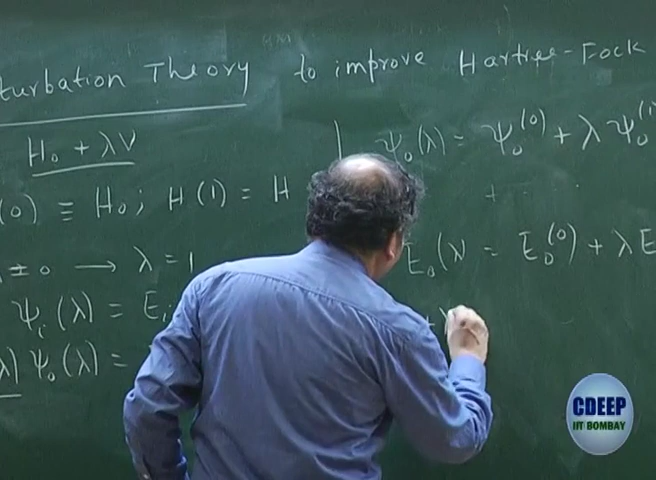 turbation Theory to improve Hartree-Fock
H₀ + λV
(0) ≡ H₀; H(1) = H
± 0 → λ = 1
ψᵢ(λ) = Eᵢ
λ) ψ₀(λ) =
ψ₀(λ) = ψ₀⁽⁰⁾ + λ ψ₀⁽¹
+ . . .
E₀(λ = E₀⁽⁰⁾ + λ E
+ λ
CDEEP
IIT BOMBAY